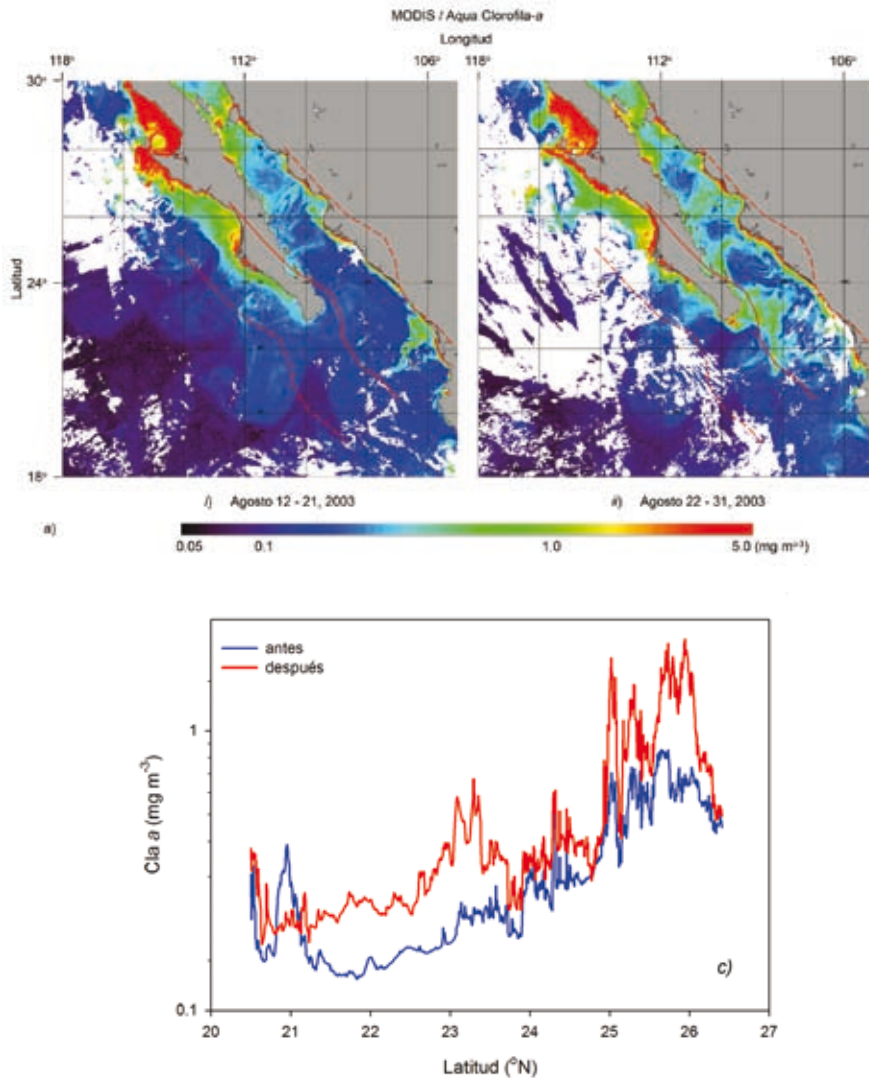 MODIS / Aqua Clorofila-a
Longitud
118° 112° 106° 118° 112° 106°
30°
Latitud
24°
18°
i) Agosto 12 - 21, 2003 ii) Agosto 22 - 31, 2003
a)
0.05 0.1 1.0 5.0 (mg m-3)
antes
después
1
Cla a (mg m-3)
c)
0.1
20 21 22 23 24 25 26 27
Latitud (°N)